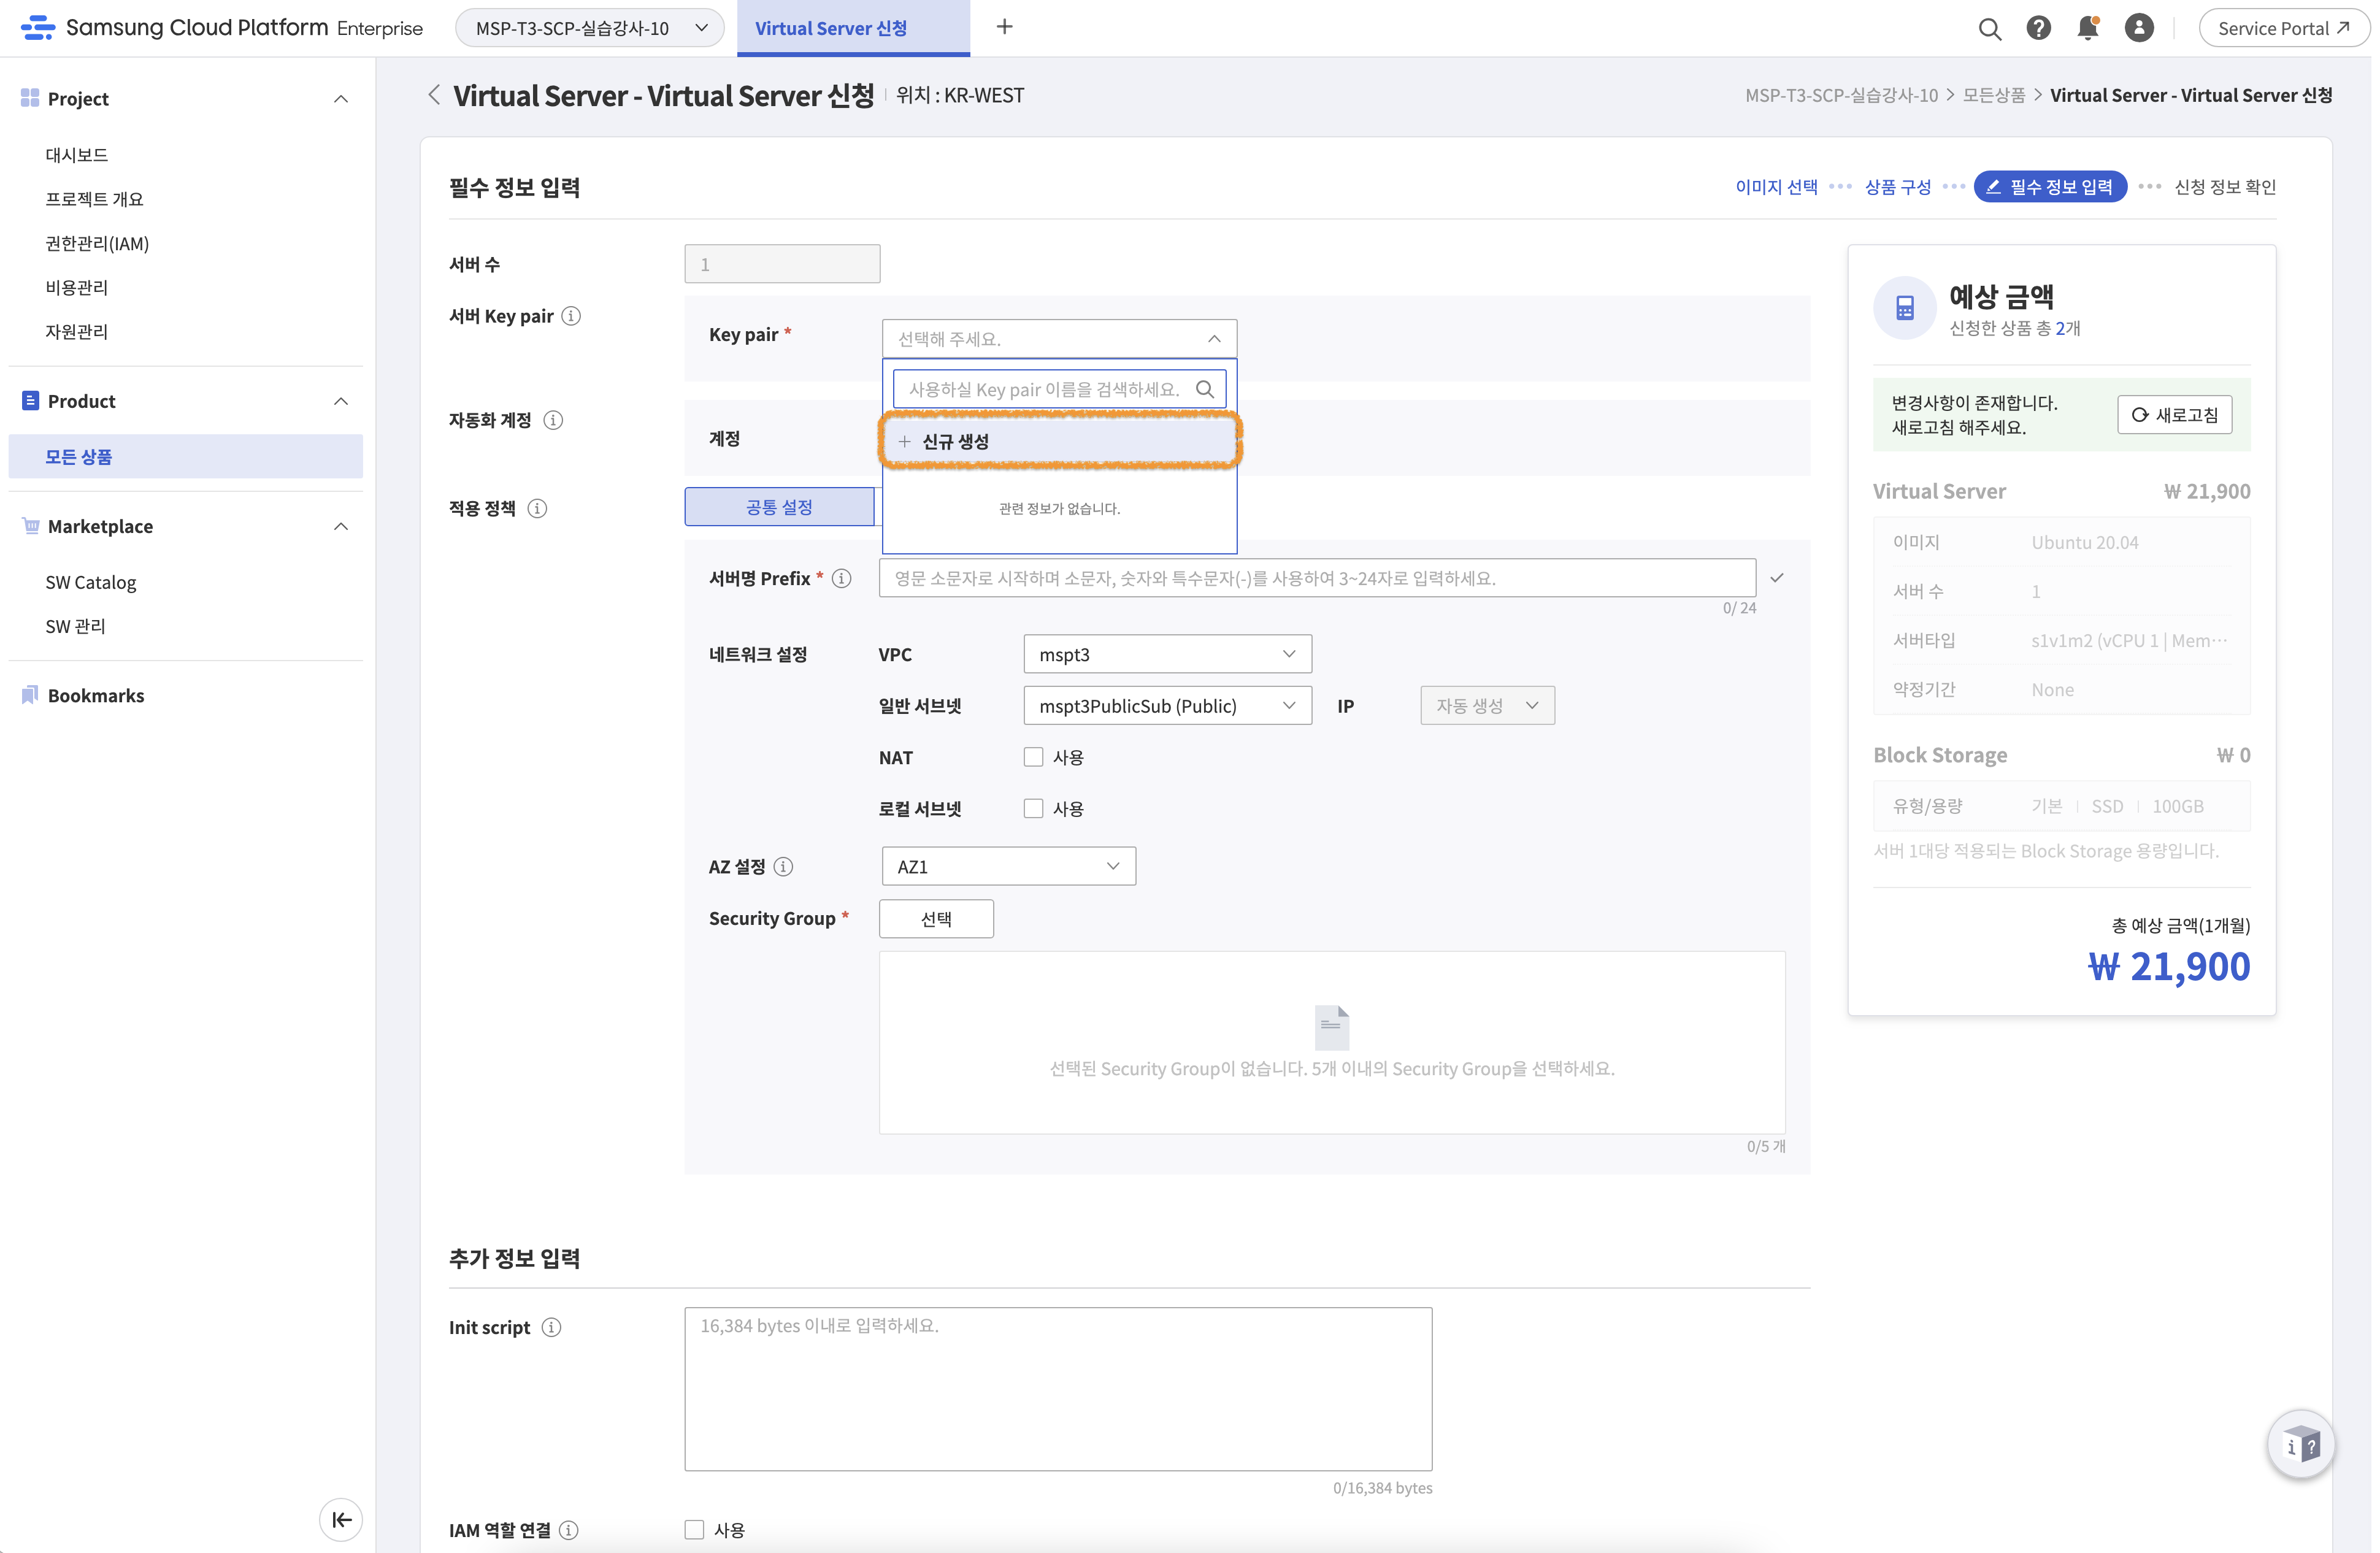 Samsung Cloud Platform Enterprise
MSP-T3-SCP-실습강사-10
Virtual Server 신청
Service Portal
Project
대시보드
프로젝트 개요
권한관리(IAM)
비용관리
자원관리
Product
모든 상품
Marketplace
SW Catalog
SW 관리
Bookmarks
Virtual Server - Virtual Server 신청
위치 : KR-WEST
MSP-T3-SCP-실습강사-10 > 모든상품 > Virtual Server - Virtual Server 신청
필수 정보 입력
이미지 선택 ••• 상품 구성 ••• 필수 정보 입력 ••• 신청 정보 확인
서버 수
1
서버 Key pair
Key pair *
선택해 주세요.
사용하실 Key pair 이름을 검색하세요.
+ 신규 생성
관련 정보가 없습니다.
자동화 계정
계정
적용 정책
공통 설정
서버명 Prefix *
영문 소문자로 시작하며 소문자, 숫자와 특수문자(-)를 사용하여 3~24자로 입력하세요.
0/ 24
네트워크 설정
VPC
mspt3
일반 서브넷
mspt3PublicSub (Public)
IP
자동 생성
NAT
사용
로컬 서브넷
사용
AZ 설정
AZ1
Security Group *
선택
선택된 Security Group이 없습니다. 5개 이내의 Security Group을 선택하세요.
0/5 개
추가 정보 입력
Init script
16,384 bytes 이내로 입력하세요.
0/16,384 bytes
IAM 역할 연결
사용
예상 금액
신청한 상품 총 2개
변경사항이 존재합니다.
새로고침 해주세요.
새로고침
Virtual Server
₩ 21,900
이미지
Ubuntu 20.04
서버 수
1
서버타입
s1v1m2 (vCPU 1 | Mem···
약정기간
None
Block Storage
₩ 0
유형/용량
기본 | SSD | 100GB
서버 1대당 적용되는 Block Storage 용량입니다.
총 예상 금액(1개월)
₩ 21,900